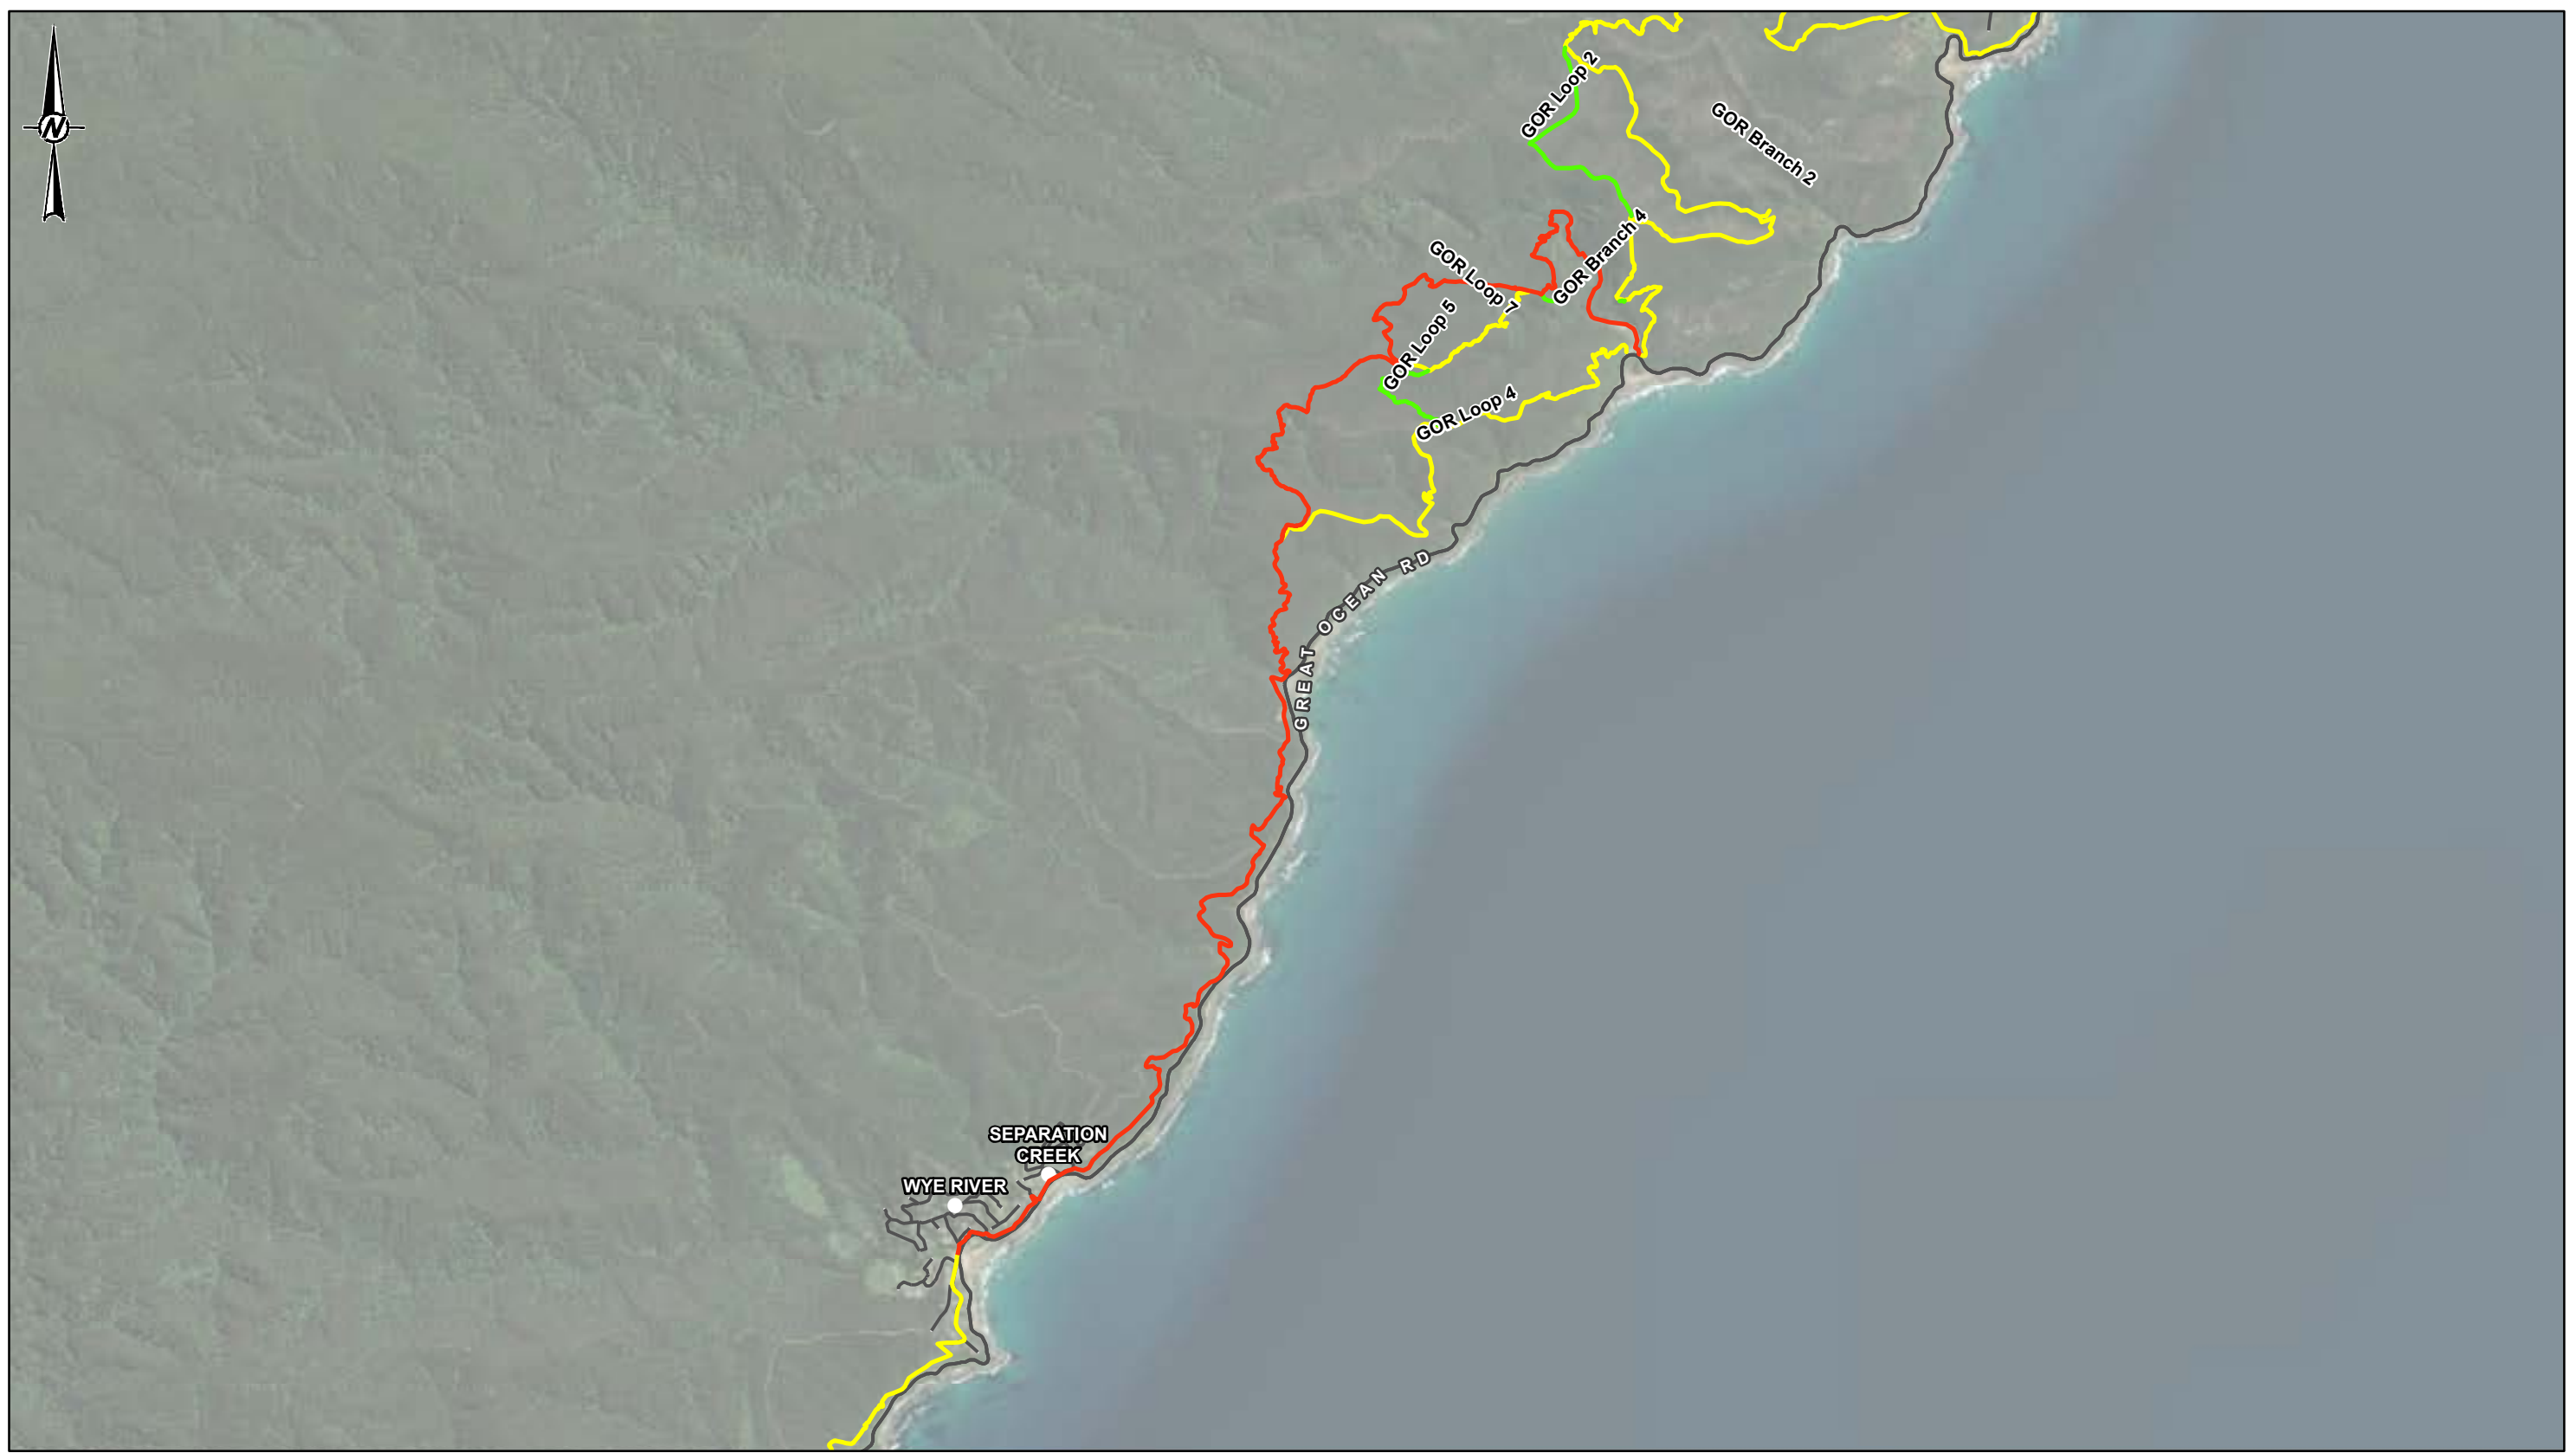 N
GOR Loop 2
GOR Branch 2
GOR Branch 4
GOR Loop 7
GOR Loop 5
GOR Loop 4
GREAT OCEAN RD
SEPARATION
CREEK
WYE RIVER